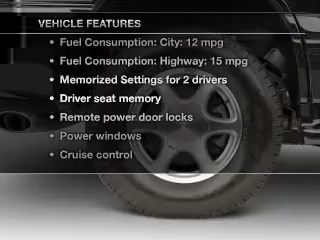 VEHICLE FEATURES
• Fuel Consumption: City: 12 mpg
• Fuel Consumption: Highway: 15 mpg
• Memorized Settings for 2 drivers
• Driver seat memory
• Remote power door locks
• Power windows
• Cruise control